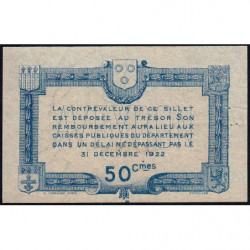 LA CONTREVALEUR DE CE BILLET
EST DÉPOSÉE AU TRÉSOR SON
REMBOURSEMENT AURA LIEU AUX
CAISSES PUBLIQUES DU DÉPARTEMENT
DANS UN DÉLAI NE DÉPASSANT PAS LE
31 DÉCEMBRE 1922
50 Cmes